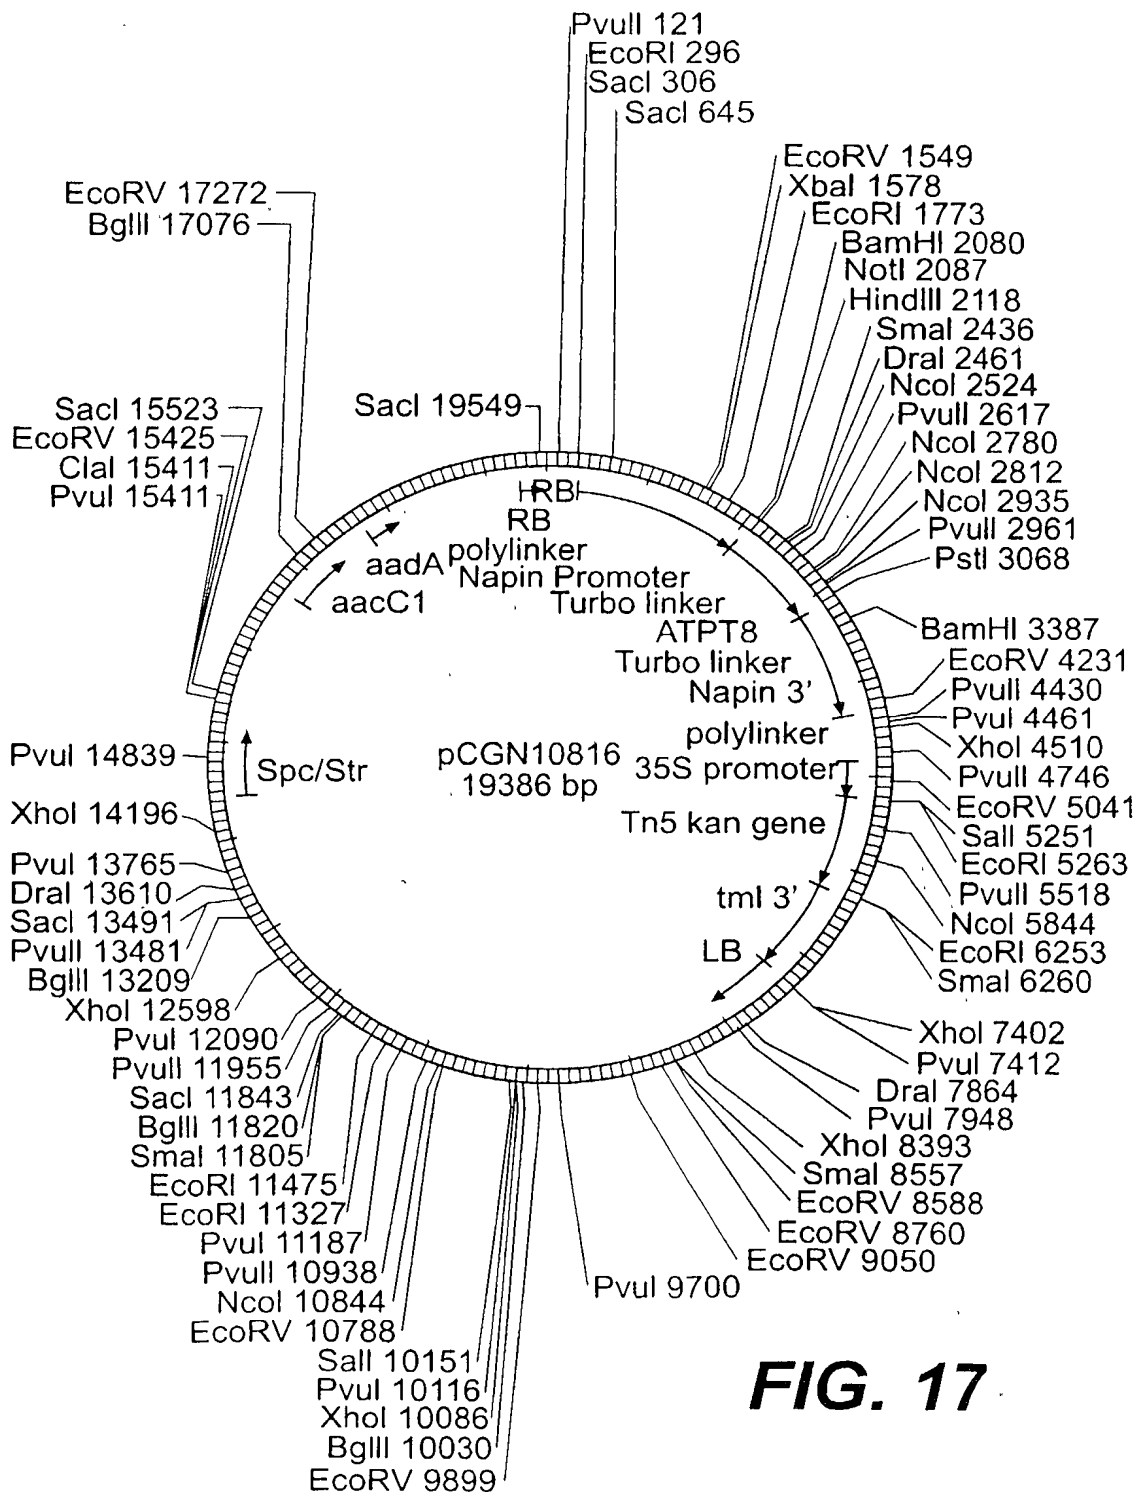 PvuII 121
EcoRI 296
SacI 306
SacI 645
EcoRV 1549
XbaI 1578
EcoRI 1773
BamHI 2080
NotI 2087
HindIII 2118
SmaI 2436
DraI 2461
NcoI 2524
PvuII 2617
NcoI 2780
NcoI 2812
NcoI 2935
PvuII 2961
PstI 3068
BamHI 3387
EcoRV 4231
PvuII 4430
PvuI 4461
XhoI 4510
PvuII 4746
EcoRV 5041
SalI 5251
EcoRI 5263
PvuII 5518
NcoI 5844
EcoRI 6253
SmaI 6260
XhoI 7402
PvuI 7412
DraI 7864
PvuI 7948
XhoI 8393
SmaI 8557
EcoRV 8588
EcoRV 8760
EcoRV 9050
PvuI 9700
EcoRV 17272
BglII 17076
SacI 19549
SacI 15523
EcoRV 15425
ClaI 15411
PvuI 15411
PvuI 14839
XhoI 14196
PvuI 13765
DraI 13610
SacI 13491
PvuII 13481
BglII 13209
XhoI 12598
PvuI 12090
PvuII 11955
SacI 11843
BglII 11820
SmaI 11805
EcoRI 11475
EcoRI 11327
PvuI 11187
PvuII 10938
NcoI 10844
EcoRV 10788
SalI 10151
PvuI 10116
XhoI 10086
BglII 10030
EcoRV 9899
RB
RB
polylinker
Napin Promoter
Turbo linker
ATPT8
Turbo linker
Napin 3'
polylinker
35S promoter
Tn5 kan gene
tml 3'
LB
aadA
aacC1
Spc/Str
pCGN10816
19386 bp
FIG. 17